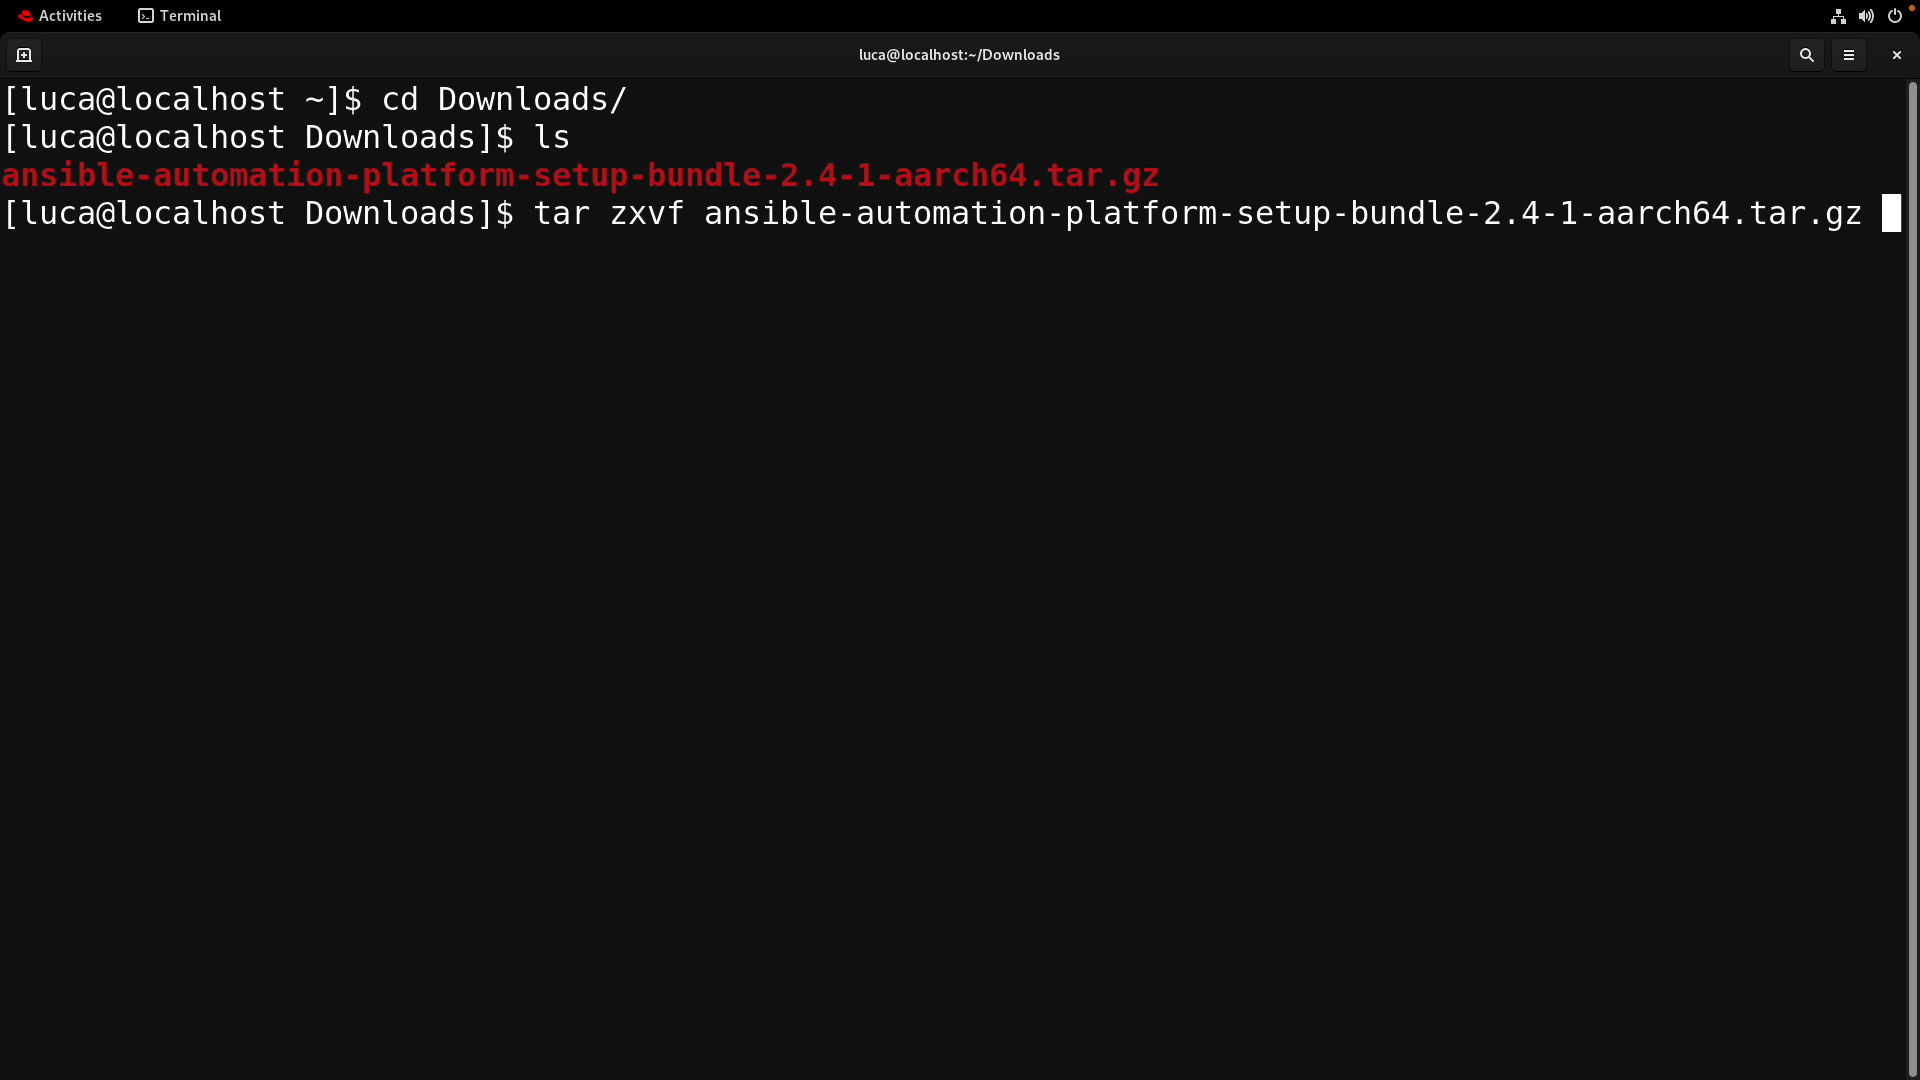 Activities Terminal
luca@localhost:~/Downloads
[luca@localhost ~]$ cd Downloads/
[luca@localhost Downloads]$ ls
ansible-automation-platform-setup-bundle-2.4-1-aarch64.tar.gz
[luca@localhost Downloads]$ tar zxvf ansible-automation-platform-setup-bundle-2.4-1-aarch64.tar.gz